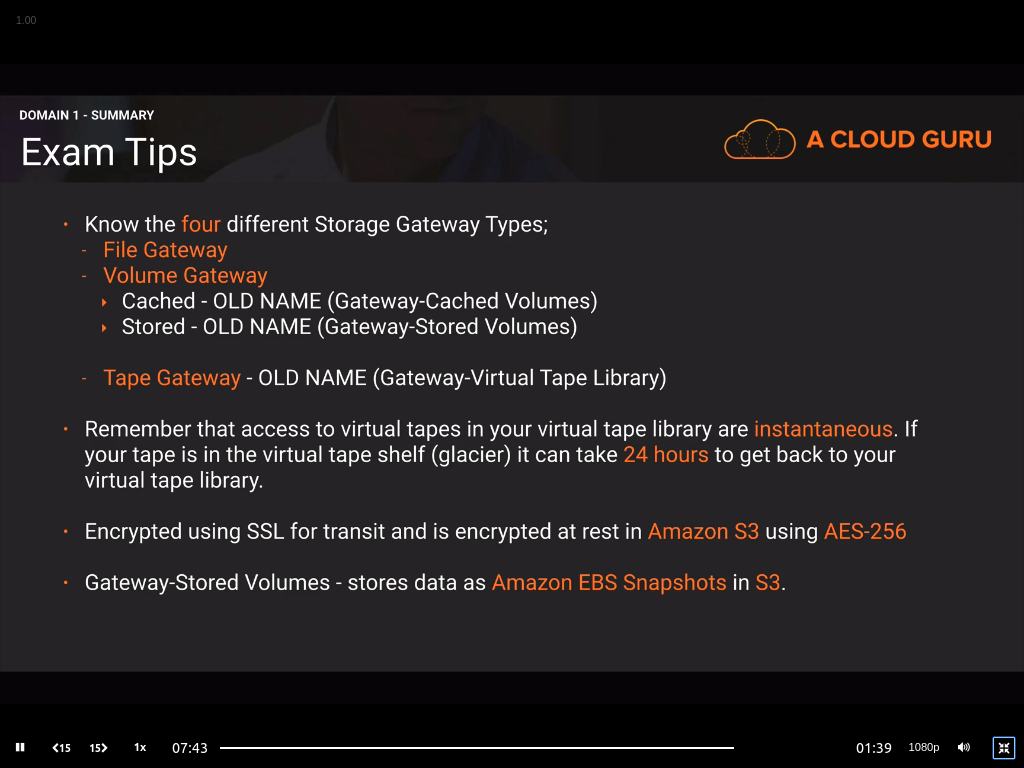 1.00
DOMAIN 1 - SUMMARY
Exam Tips
A CLOUD GURU
• Know the four different Storage Gateway Types;
- File Gateway
- Volume Gateway
‣ Cached - OLD NAME (Gateway-Cached Volumes)
‣ Stored - OLD NAME (Gateway-Stored Volumes)
- Tape Gateway - OLD NAME (Gateway-Virtual Tape Library)
• Remember that access to virtual tapes in your virtual tape library are instantaneous. If
your tape is in the virtual tape shelf (glacier) it can take 24 hours to get back to your
virtual tape library.
• Encrypted using SSL for transit and is encrypted at rest in Amazon S3 using AES-256
• Gateway-Stored Volumes - stores data as Amazon EBS Snapshots in S3.
15 15 1x 07:43 01:39 1080p